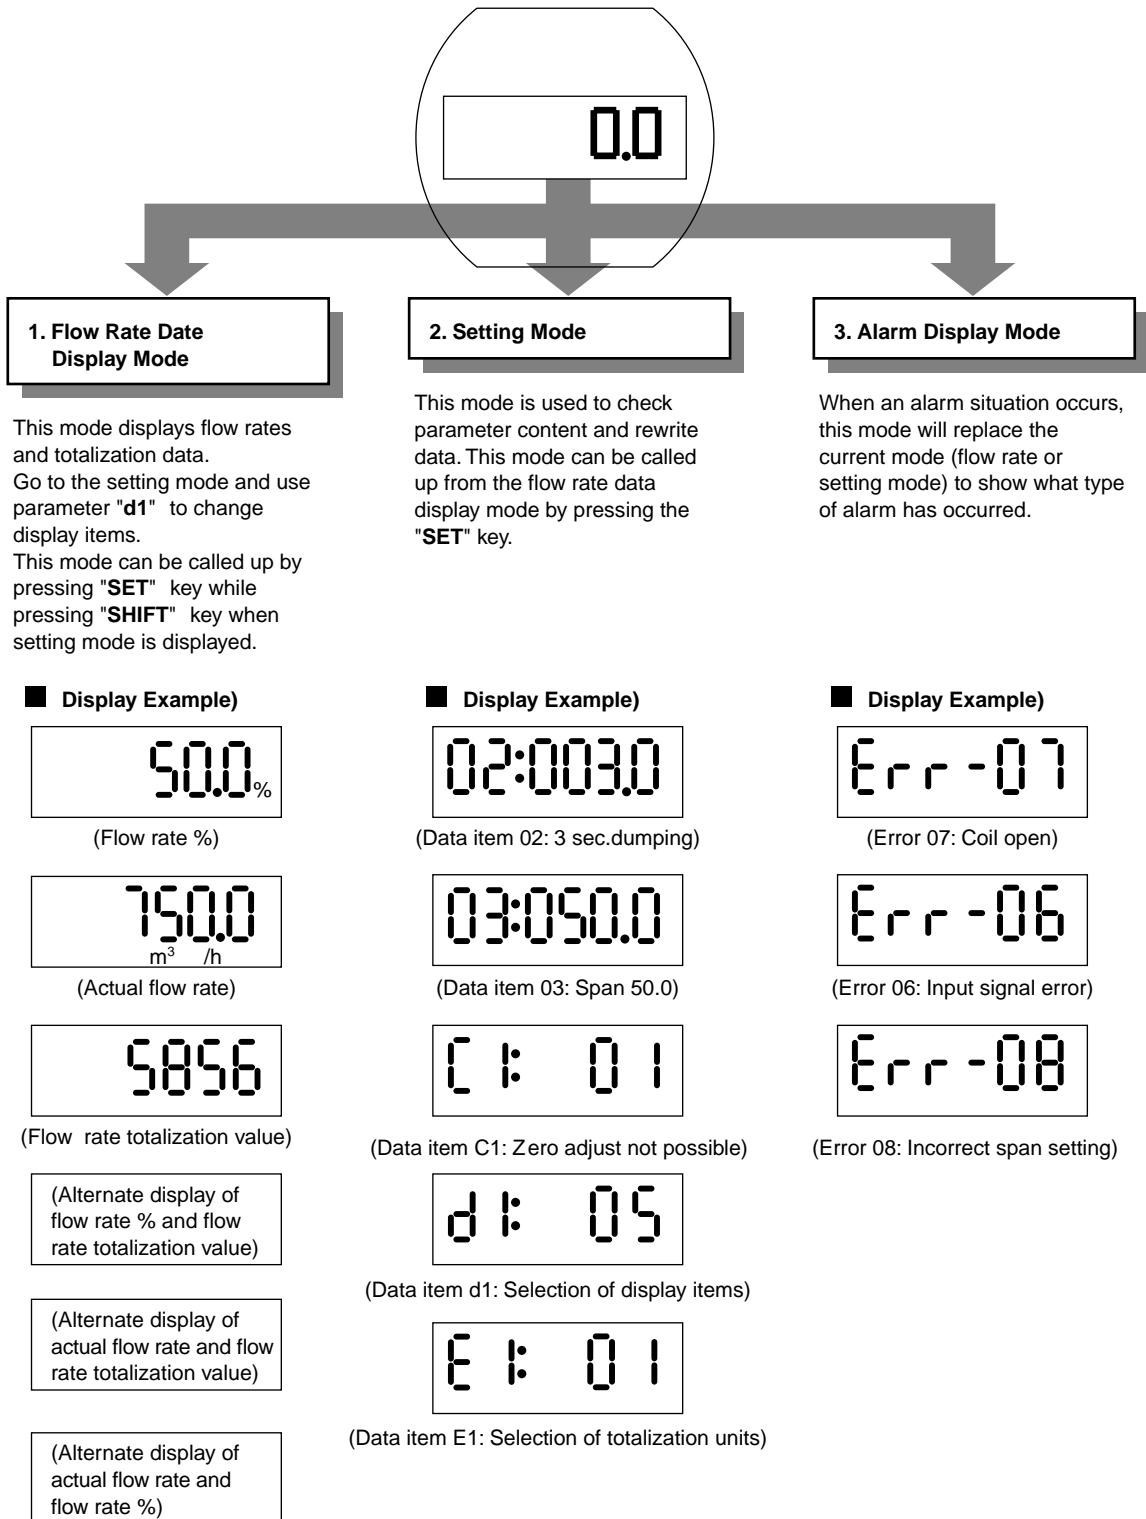 0.0
1. Flow Rate Date
Display Mode
This mode displays flow rates
and totalization data.
Go to the setting mode and use
parameter "d1" to change
display items.
This mode can be called up by
pressing "SET" key while
pressing "SHIFT" key when
setting mode is displayed.
Display Example)
50.0%
(Flow rate %)
750.0
m³ /h
(Actual flow rate)
5856
(Flow rate totalization value)
(Alternate display of
flow rate % and flow
rate totalization value)
(Alternate display of
actual flow rate and flow
rate totalization value)
(Alternate display of
actual flow rate and
flow rate %)
2. Setting Mode
This mode is used to check
parameter content and rewrite
data. This mode can be called
up from the flow rate data
display mode by pressing the
"SET" key.
Display Example)
02:003.0
(Data item 02: 3 sec.dumping)
03:050.0
(Data item 03: Span 50.0)
C1: 01
(Data item C1: Zero adjust not possible)
d1: 05
(Data item d1: Selection of display items)
E1: 01
(Data item E1: Selection of totalization units)
3. Alarm Display Mode
When an alarm situation occurs,
this mode will replace the
current mode (flow rate or
setting mode) to show what type
of alarm has occurred.
Display Example)
Err-07
(Error 07: Coil open)
Err-06
(Error 06: Input signal error)
Err-08
(Error 08: Incorrect span setting)